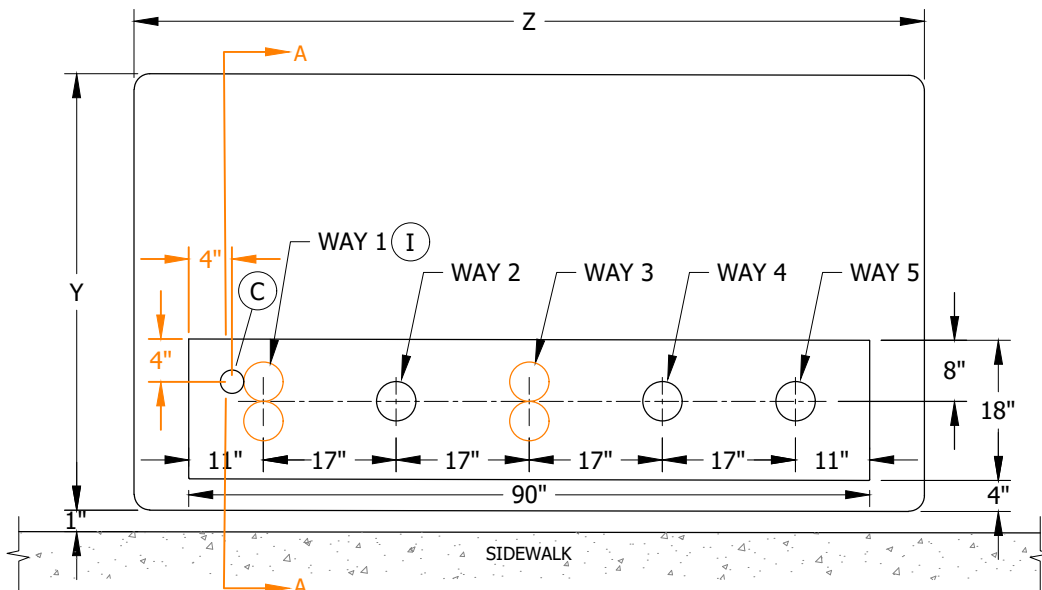 Z
A
WAY 1 I
4"
WAY 2
WAY 3
WAY 4
WAY 5
Y
C
4"
8"
18"
11"
17"
17"
17"
17"
11"
90"
4"
1"
SIDEWALK
A